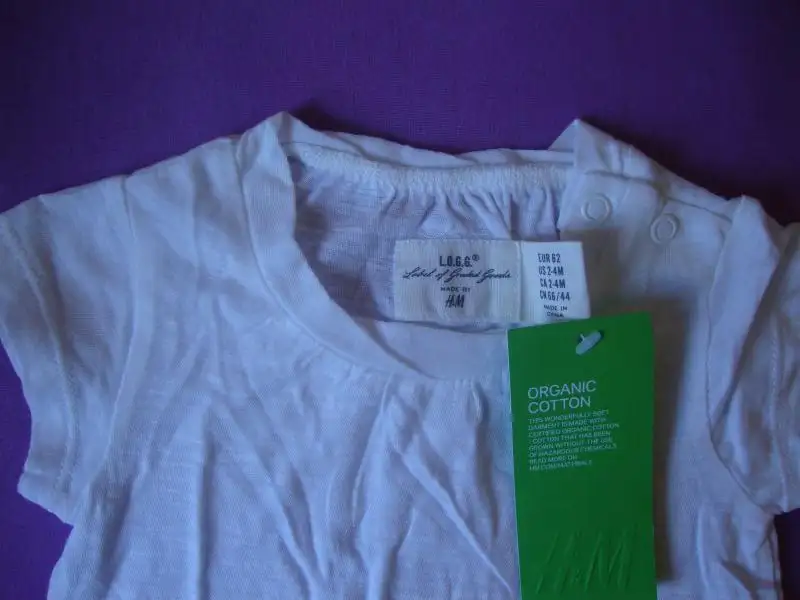 L.O.G.G.®
Label of Graded Goods
MADE BY
H&M
EUR 62
US 2-4M
CA 2-4M
CN 66/44
MADE IN
CHINA
ORGANIC
COTTON
THIS WONDERFULLY SOFT
GARMENT IS MADE WITH
CERTIFIED ORGANIC COTTON
- COTTON THAT HAS BEEN
GROWN WITHOUT THE USE
OF HAZARDOUS CHEMICALS.
READ MORE ON
HM.COM/MATERIALS
H&M